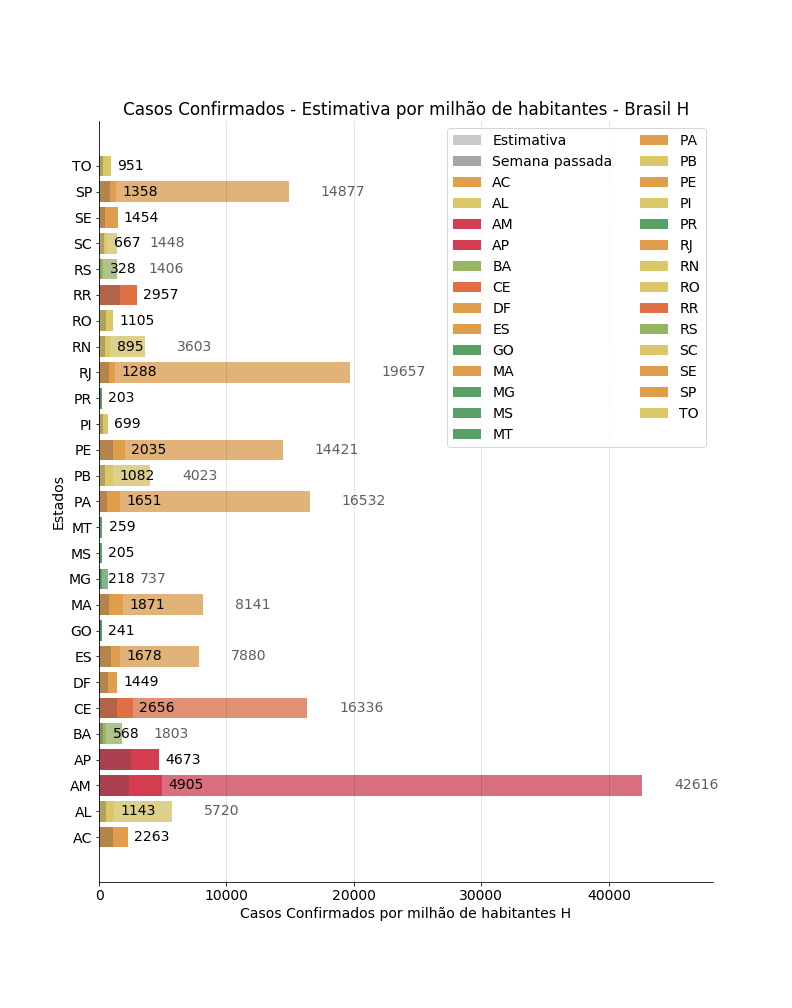 Casos Confirmados - Estimativa por milhão de habitantes - Brasil H
Estimativa
Semana passada
AC
AL
AM
AP
BA
CE
DF
ES
GO
MA
MG
MS
MT
PA
PB
PE
PI
PR
RJ
RN
RO
RR
RS
SC
SE
SP
TO
Estados
TO 951
SP 1358 14877
SE 1454
SC 667 1448
RS 328 1406
RR 2957
RO 1105
RN 895 3603
RJ 1288 19657
PR 203
PI 699
PE 2035 14421
PB 1082 4023
PA 1651 16532
MT 259
MS 205
MG 218 737
MA 1871 8141
GO 241
ES 1678 7880
DF 1449
CE 2656 16336
BA 568 1803
AP 4673
AM 4905 42616
AL 1143 5720
AC 2263
0 10000 20000 30000 40000
Casos Confirmados por milhão de habitantes H